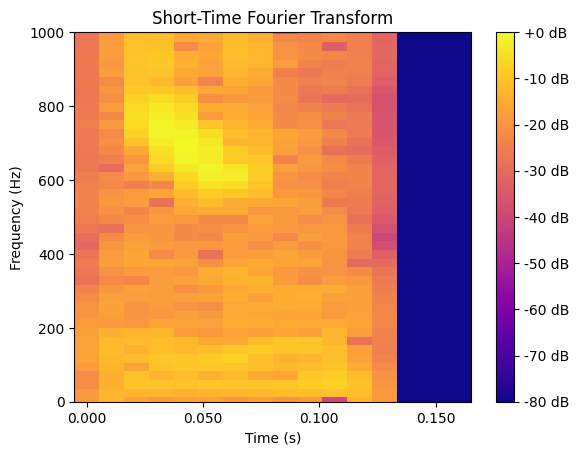 Short-Time Fourier Transform
1000
800
600
400
200
0
Frequency (Hz)
0.000
0.050
0.100
0.150
Time (s)
+0 dB
-10 dB
-20 dB
-30 dB
-40 dB
-50 dB
-60 dB
-70 dB
-80 dB